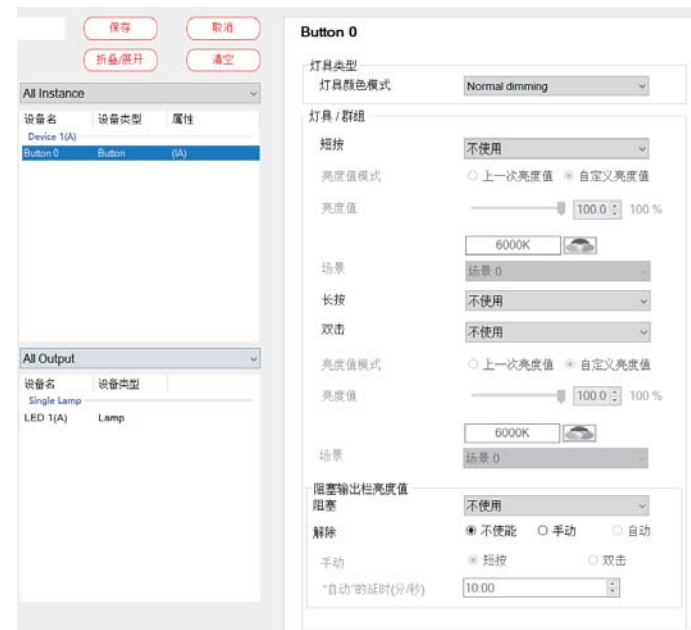 保存 取消
折叠/展开 清空
All Instance
设备名 设备类型 属性
Device 1(A)
Button 0 Button (IA)
All Output
设备名 设备类型
Single Lamp
LED 1(A) Lamp
Button 0
灯具类型
灯具颜色模式 Normal dimming
灯具 / 群组
短按 不使用
亮度值模式 上一次亮度值 自定义亮度值
亮度值 100.0 100 %
6000K
场景 场景 0
长按 不使用
双击 不使用
亮度值模式 上一次亮度值 自定义亮度值
亮度值 100.0 100 %
6000K
场景 场景 0
阻塞输出栏亮度值
阻塞 不使用
解除 不使能 手动 自动
手动 短按 双击
"自动"的延时(分/秒) 10:00